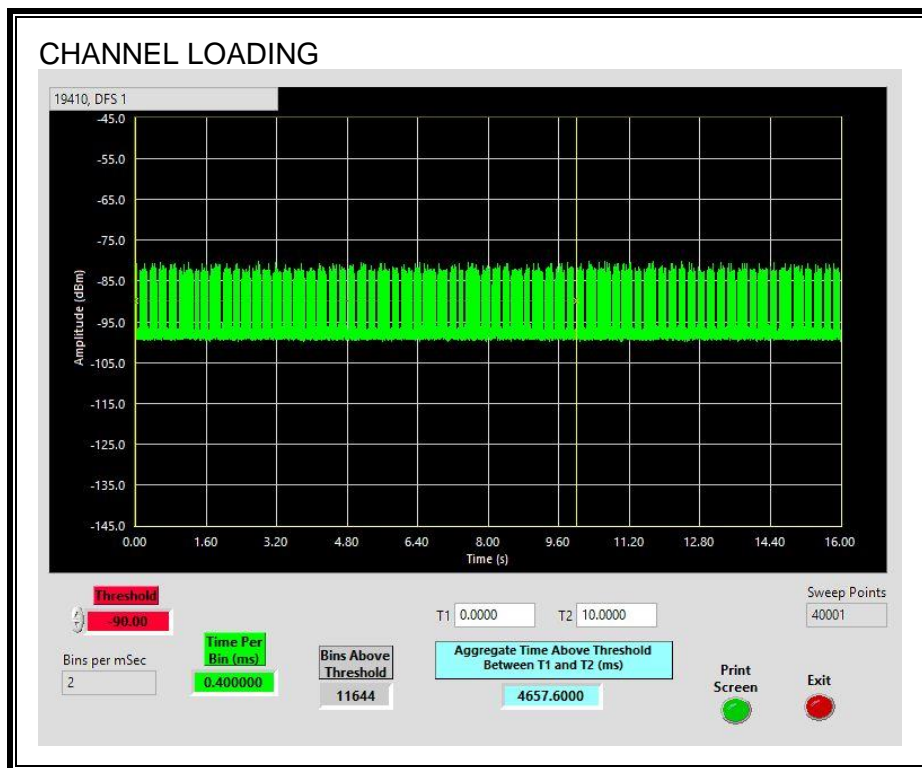 CHANNEL LOADING
19410, DFS 1
-45.0
-55.0
-65.0
-75.0
-85.0
-95.0
-105.0
-115.0
-125.0
-135.0
-145.0
Amplitude (dBm)
0.00 1.60 3.20 4.80 6.40 8.00 9.60 11.20 12.80 14.40 16.00
Time (s)
Threshold
-90.00
Bins per mSec
2
Time Per
Bin (ms)
0.400000
Bins Above
Threshold
11644
T1 0.0000 T2 10.0000
Aggregate Time Above Threshold
Between T1 and T2 (ms)
4657.6000
Sweep Points
40001
Print
Screen
Exit